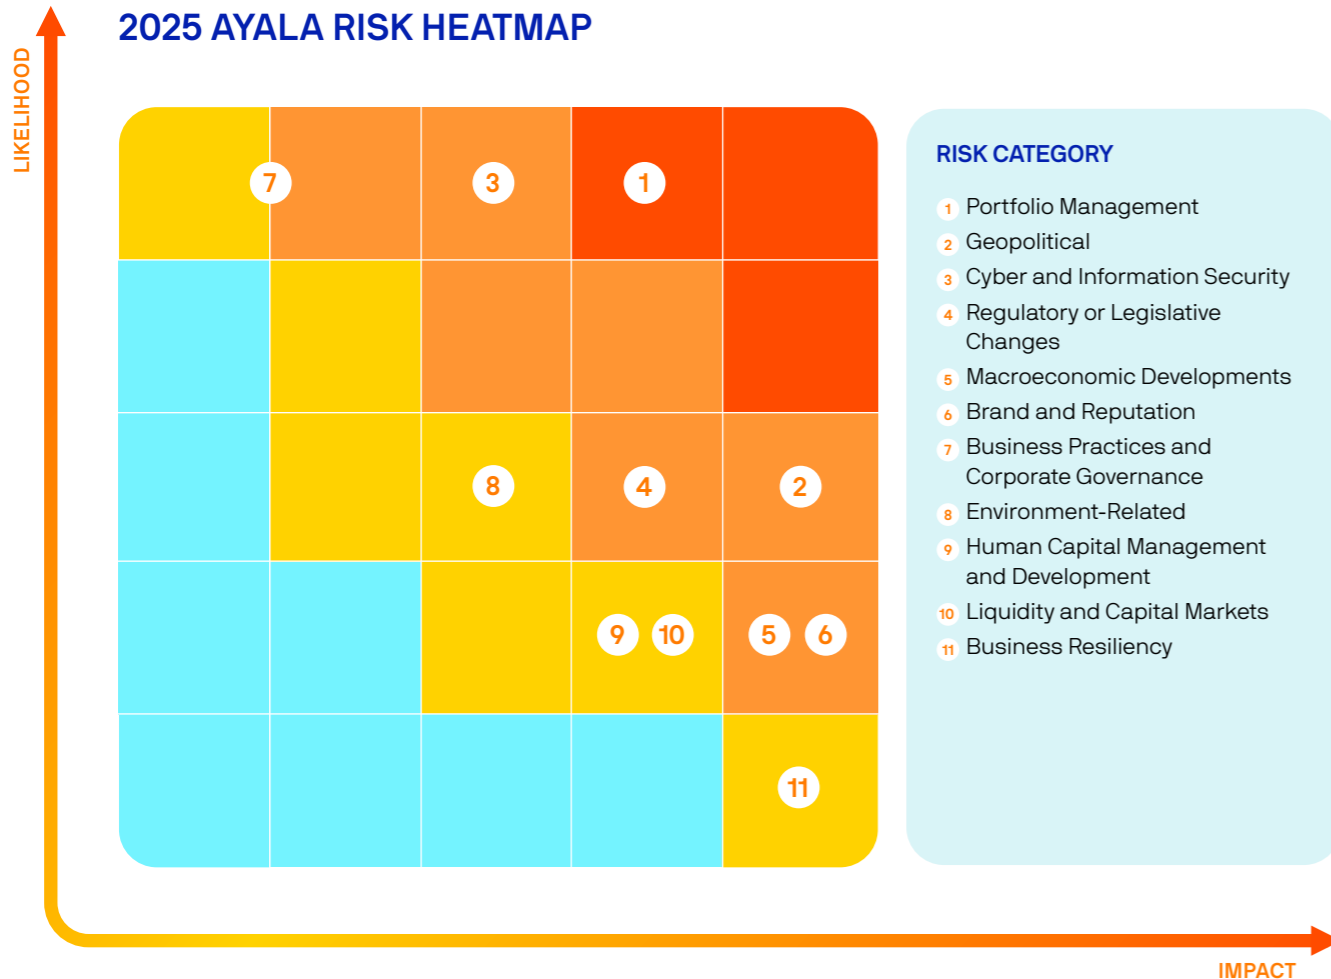 2025 AYALA RISK HEATMAP
LIKELIHOOD
7
3
1
8
4
2
9
10
5
6
11
IMPACT
RISK CATEGORY
1 Portfolio Management
2 Geopolitical
3 Cyber and Information Security
4 Regulatory or Legislative
Changes
5 Macroeconomic Developments
6 Brand and Reputation
7 Business Practices and
Corporate Governance
8 Environment-Related
9 Human Capital Management
and Development
10 Liquidity and Capital Markets
11 Business Resiliency